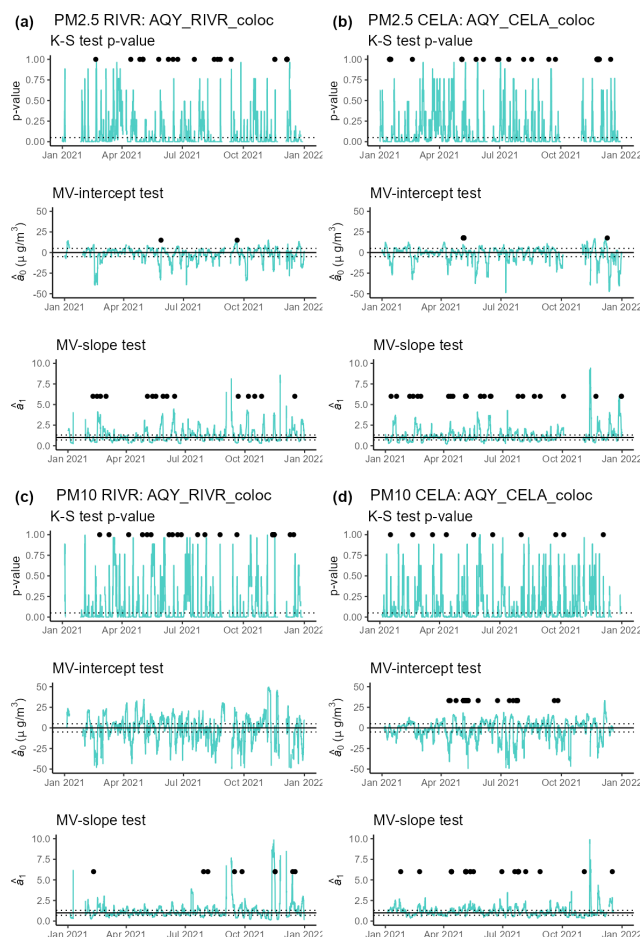 (a) PM2.5 RIVR: AQY_RIVR_coloc
K-S test p-value
p-value
1.00
0.75
0.50
0.25
0.00
Jan 2021 Apr 2021 Jul 2021 Oct 2021 Jan 2022
MV-intercept test
â₀ (μ g/m³)
50
25
0
-25
-50
Jan 2021 Apr 2021 Jul 2021 Oct 2021 Jan 2022
MV-slope test
â₁
10.0
7.5
5.0
2.5
0.0
Jan 2021 Apr 2021 Jul 2021 Oct 2021 Jan 2022
(b) PM2.5 CELA: AQY_CELA_coloc
K-S test p-value
p-value
1.00
0.75
0.50
0.25
0.00
Jan 2021 Apr 2021 Jul 2021 Oct 2021 Jan 2022
MV-intercept test
â₀ (μ g/m³)
50
25
0
-25
-50
Jan 2021 Apr 2021 Jul 2021 Oct 2021 Jan 2022
MV-slope test
â₁
10.0
7.5
5.0
2.5
0.0
Jan 2021 Apr 2021 Jul 2021 Oct 2021 Jan 2022
(c) PM10 RIVR: AQY_RIVR_coloc
K-S test p-value
p-value
1.00
0.75
0.50
0.25
0.00
Jan 2021 Apr 2021 Jul 2021 Oct 2021 Jan 2022
MV-intercept test
â₀ (μ g/m³)
50
25
0
-25
-50
Jan 2021 Apr 2021 Jul 2021 Oct 2021 Jan 2022
MV-slope test
â₁
10.0
7.5
5.0
2.5
0.0
Jan 2021 Apr 2021 Jul 2021 Oct 2021 Jan 2022
(d) PM10 CELA: AQY_CELA_coloc
K-S test p-value
p-value
1.00
0.75
0.50
0.25
0.00
Jan 2021 Apr 2021 Jul 2021 Oct 2021 Jan 2022
MV-intercept test
â₀ (μ g/m³)
50
25
0
-25
-50
Jan 2021 Apr 2021 Jul 2021 Oct 2021 Jan 2022
MV-slope test
â₁
10.0
7.5
5.0
2.5
0.0
Jan 2021 Apr 2021 Jul 2021 Oct 2021 Jan 2022